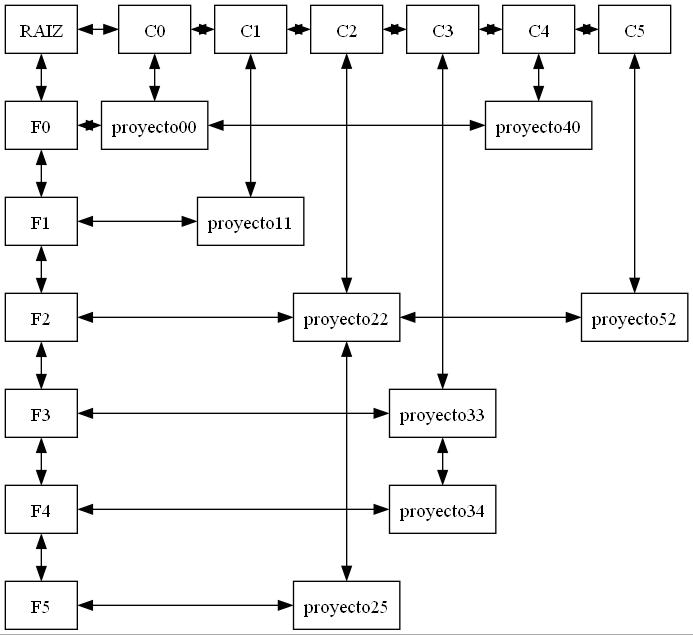 RAIZ C0 C1 C2 C3 C4 C5
F0 proyecto00 proyecto40
F1 proyecto11
F2 proyecto22 proyecto52
F3 proyecto33
F4 proyecto34
F5 proyecto25